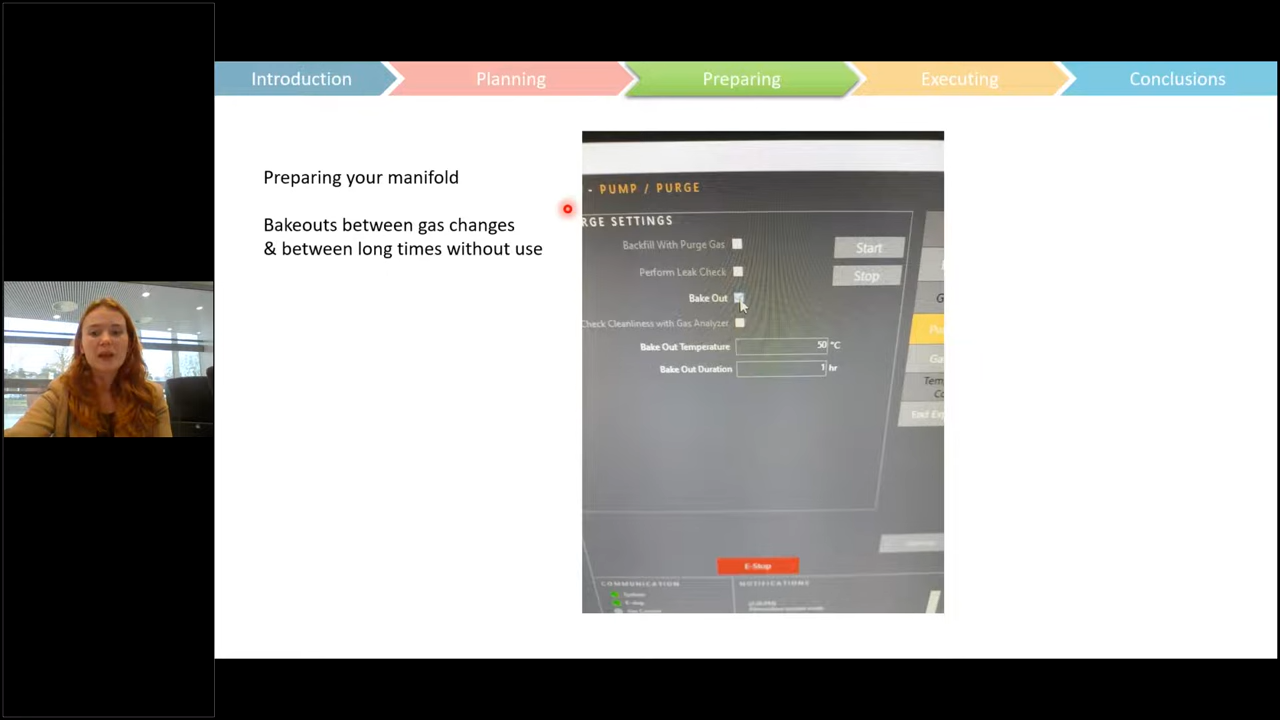 Introduction
Planning
Preparing
Executing
Conclusions
Preparing your manifold
Bakeouts between gas changes
& between long times without use
- PUMP / PURGE
RGE SETTINGS
Backfill With Purge Gas
Start
Perform Leak Check
Stop
Bake Out
Check Cleanliness with Gas Analyzer
Bake Out Temperature
50 °C
Bake Out Duration
1 hr
End Exp
E-Stop
COMMUNICATION
NOTIFICATIONS